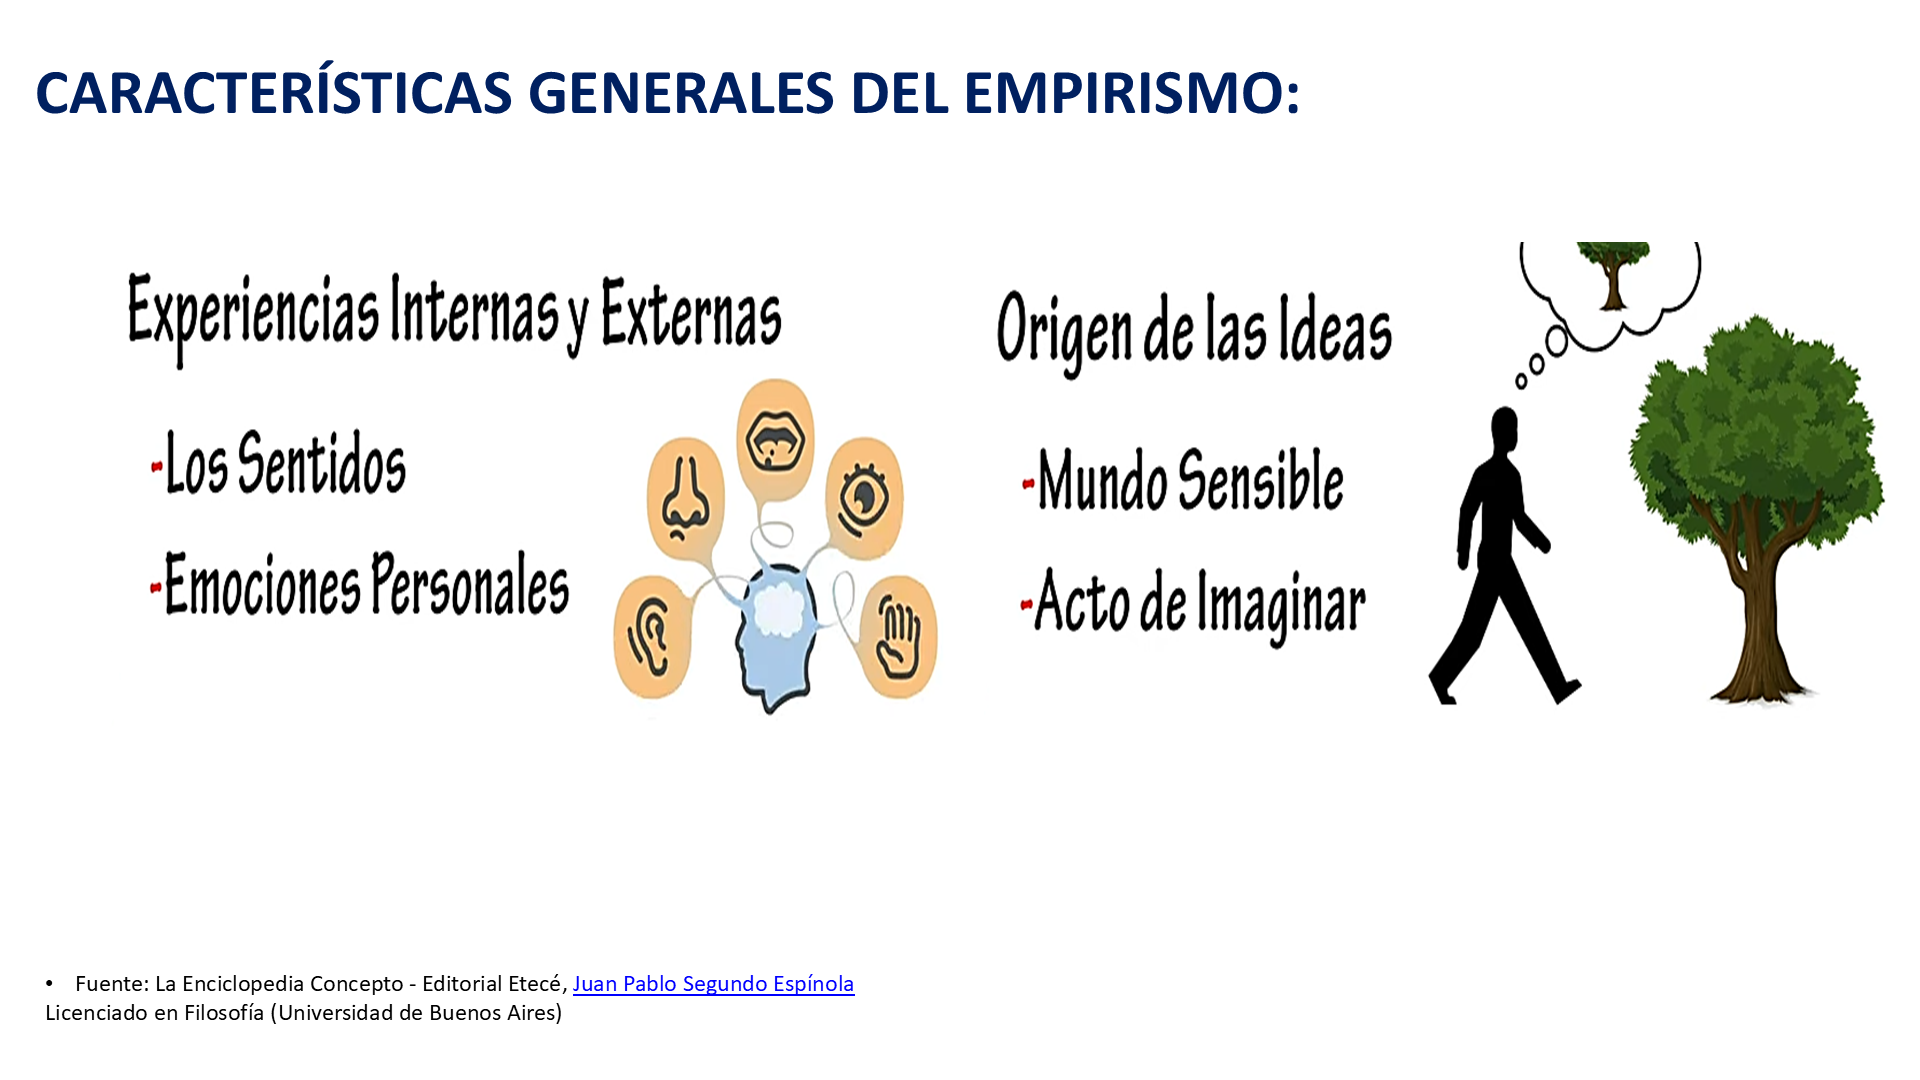 CARACTERÍSTICAS GENERALES DEL EMPIRISMO:
Experiencias Internas y Externas
-Los Sentidos
-Emociones Personales
Origen de las Ideas
-Mundo Sensible
-Acto de Imaginar
• Fuente: La Enciclopedia Concepto - Editorial Etecé, Juan Pablo Segundo Espínola
Licenciado en Filosofía (Universidad de Buenos Aires)